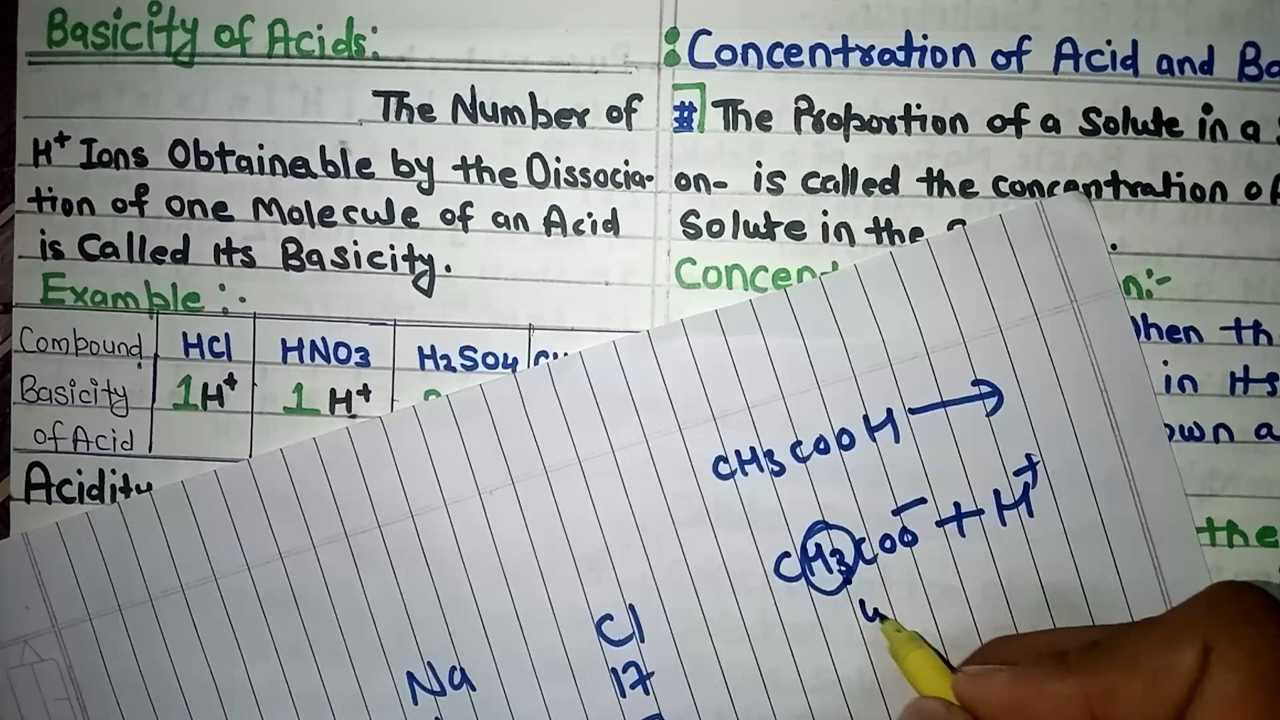 Basicity of Acids:
The Number of
H+ Ions Obtainable by the Dissocia-
tion of one Molecule of an Acid
is Called its Basicity.
Examble :-
Compound HCl HNO3 H2SO4
Basicity 1H+ 1 H+
of Acid
Acidity
:Concentration of Acid and Ba
# The Proportion of a Solute in a
on- is called the concentration of
Solute in the
Concen n:-
hen th
in its
own a
the
CH3COOH →
CH3COO- + H+
Cl
Na 17